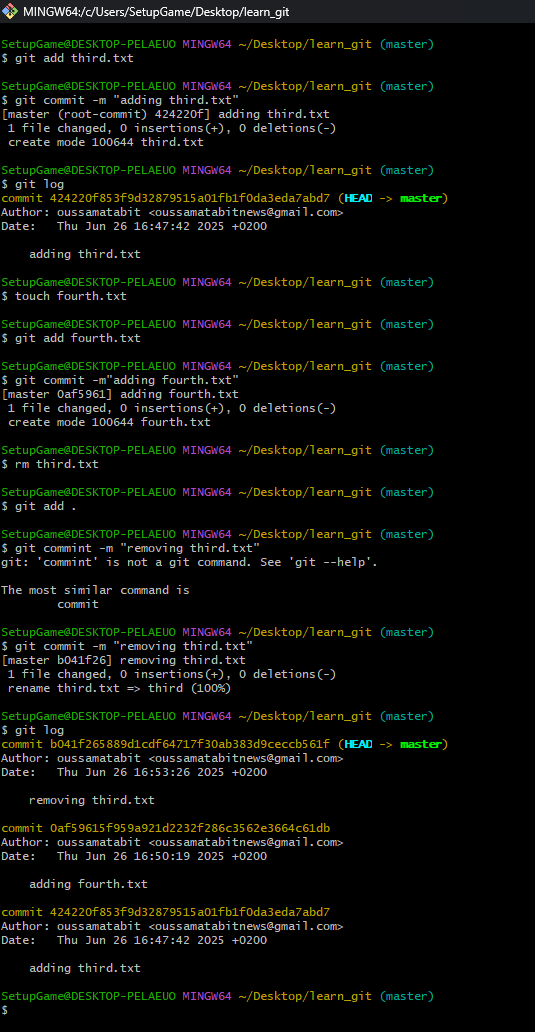 MINGW64:/c/Users/SetupGame/Desktop/learn_git
SetupGame@DESKTOP-PELAEUO MINGW64 ~/Desktop/learn_git (master)
$ git add third.txt
SetupGame@DESKTOP-PELAEUO MINGW64 ~/Desktop/learn_git (master)
$ git commit -m "adding third.txt"
[master (root-commit) 424220f] adding third.txt
 1 file changed, 0 insertions(+), 0 deletions(-)
 create mode 100644 third.txt
SetupGame@DESKTOP-PELAEUO MINGW64 ~/Desktop/learn_git (master)
$ git log
commit 424220f853f9d32879515a01fb1f0da3eda7abd7 (HEAD -> master)
Author: oussamatabit <oussamatabitnews@gmail.com>
Date:   Thu Jun 26 16:47:42 2025 +0200
    adding third.txt
SetupGame@DESKTOP-PELAEUO MINGW64 ~/Desktop/learn_git (master)
$ touch fourth.txt
SetupGame@DESKTOP-PELAEUO MINGW64 ~/Desktop/learn_git (master)
$ git add fourth.txt
SetupGame@DESKTOP-PELAEUO MINGW64 ~/Desktop/learn_git (master)
$ git commit -m"adding fourth.txt"
[master 0af5961] adding fourth.txt
 1 file changed, 0 insertions(+), 0 deletions(-)
 create mode 100644 fourth.txt
SetupGame@DESKTOP-PELAEUO MINGW64 ~/Desktop/learn_git (master)
$ rm third.txt
SetupGame@DESKTOP-PELAEUO MINGW64 ~/Desktop/learn_git (master)
$ git add .
SetupGame@DESKTOP-PELAEUO MINGW64 ~/Desktop/learn_git (master)
$ git commint -m "removing third.txt"
git: 'commint' is not a git command. See 'git --help'.
The most similar command is
        commit
SetupGame@DESKTOP-PELAEUO MINGW64 ~/Desktop/learn_git (master)
$ git commit -m "removing third.txt"
[master b041f26] removing third.txt
 1 file changed, 0 insertions(+), 0 deletions(-)
 rename third.txt => third (100%)
SetupGame@DESKTOP-PELAEUO MINGW64 ~/Desktop/learn_git (master)
$ git log
commit b041f265889d1cdf64717f30ab383d9ceccb561f (HEAD -> master)
Author: oussamatabit <oussamatabitnews@gmail.com>
Date:   Thu Jun 26 16:53:26 2025 +0200
    removing third.txt
commit 0af59615f959a921d2232f286c3562e3664c61db
Author: oussamatabit <oussamatabitnews@gmail.com>
Date:   Thu Jun 26 16:50:19 2025 +0200
    adding fourth.txt
commit 424220f853f9d32879515a01fb1f0da3eda7abd7
Author: oussamatabit <oussamatabitnews@gmail.com>
Date:   Thu Jun 26 16:47:42 2025 +0200
    adding third.txt
SetupGame@DESKTOP-PELAEUO MINGW64 ~/Desktop/learn_git (master)
$